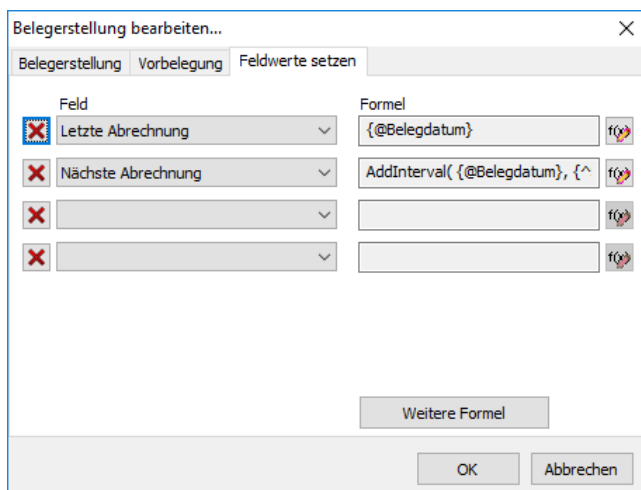 Belegerstellung bearbeiten...
Belegerstellung Vorbelegung Feldwerte setzen
Feld Formel
Letzte Abrechnung {@Belegdatum} f(x)
Nächste Abrechnung AddInterval( {@Belegdatum}, {^ f(x)
f(x)
f(x)
Weitere Formel
OK Abbrechen